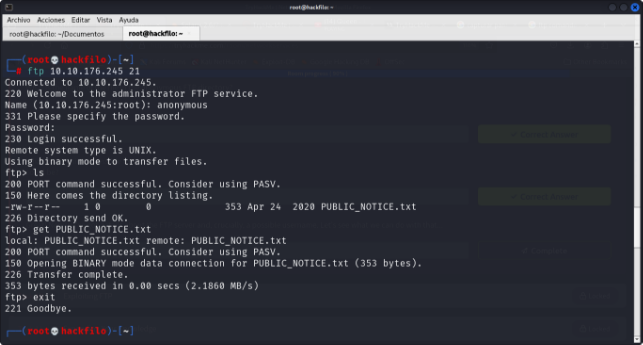 root@hackfilo: ~
Archivo Acciones Editar Vista Ayuda
root@hackfilo: ~/Documentos
root@hackfilo: ~
(root💀hackfilo)-[~]
# ftp 10.10.176.245 21
Connected to 10.10.176.245.
220 Welcome to the administrator FTP service.
Name (10.10.176.245:root): anonymous
331 Please specify the password.
Password:
230 Login successful.
Remote system type is UNIX.
Using binary mode to transfer files.
ftp> ls
200 PORT command successful. Consider using PASV.
150 Here comes the directory listing.
-rw-r--r-- 1 0 0 353 Apr 24 2020 PUBLIC_NOTICE.txt
226 Directory send OK.
ftp> get PUBLIC_NOTICE.txt
local: PUBLIC_NOTICE.txt remote: PUBLIC_NOTICE.txt
200 PORT command successful. Consider using PASV.
150 Opening BINARY mode data connection for PUBLIC_NOTICE.txt (353 bytes).
226 Transfer complete.
353 bytes received in 0.00 secs (2.1860 MB/s)
ftp> exit
221 Goodbye.
(root💀hackfilo)-[~]